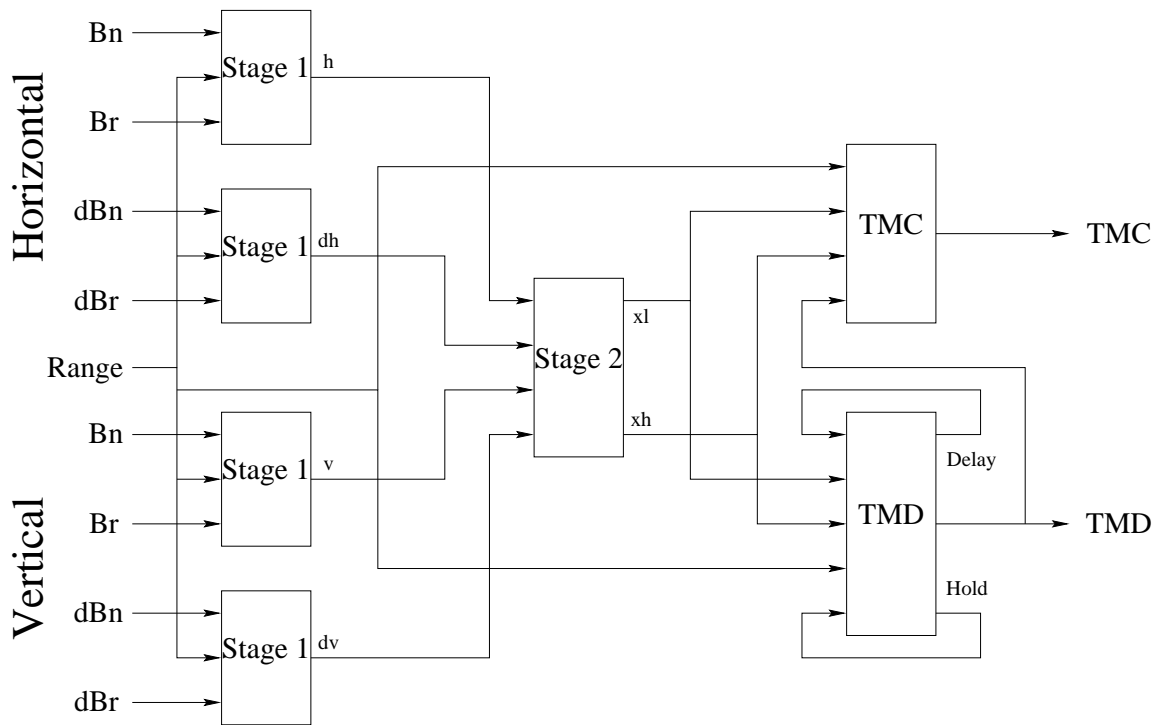 Horizontal
Bn
Br
Stage 1
h
dBn
dBr
Stage 1
dh
Range
Vertical
Bn
Br
Stage 1
v
dBn
dBr
Stage 1
dv
Stage 2
xl
xh
TMC
TMC
TMD
Delay
Hold
TMD